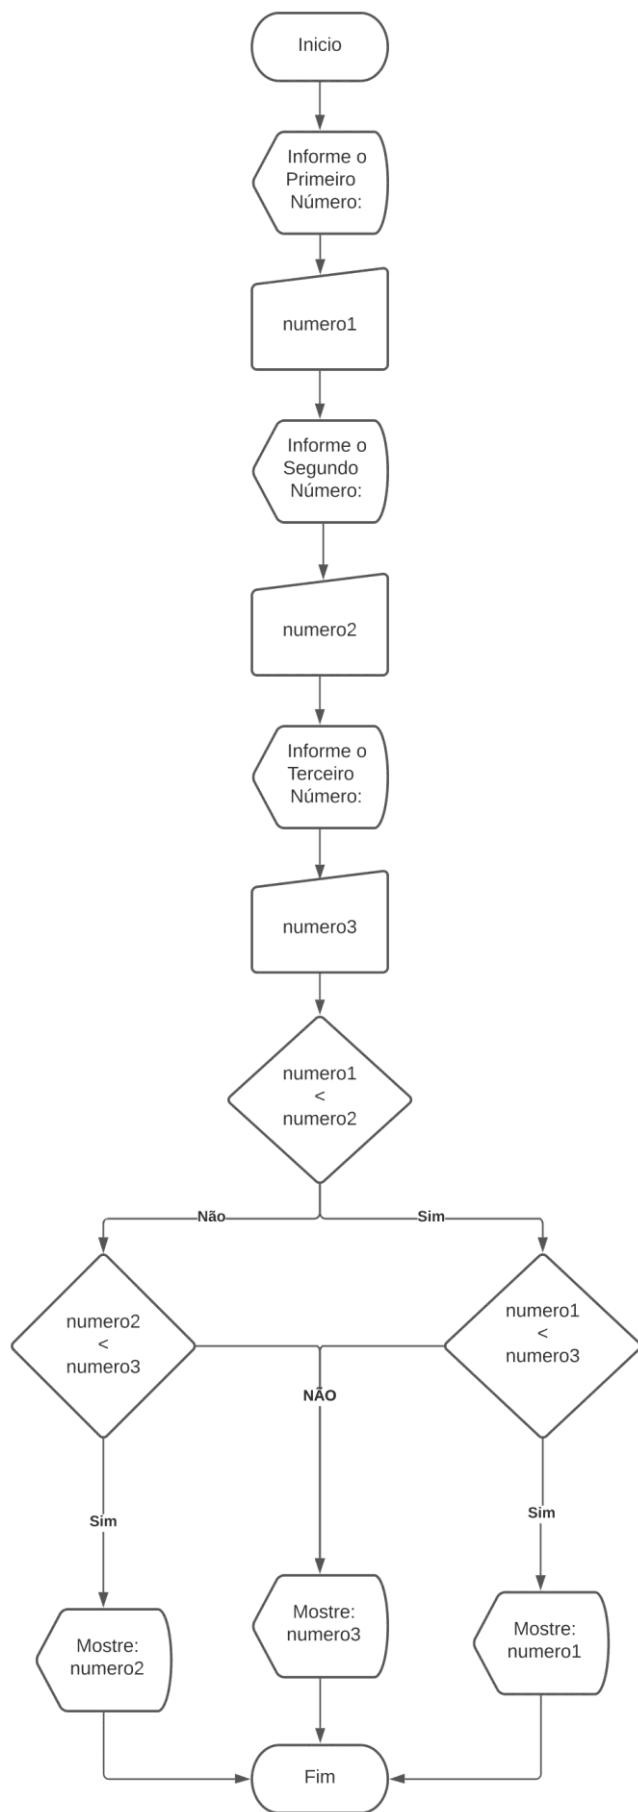 Inicio
Informe o
Primeiro
Número:
numero1
Informe o
Segundo
Número:
numero2
Informe o
Terceiro
Número:
numero3
numero1
<
numero2
Não
Sim
numero2
<
numero3
numero1
<
numero3
NÃO
Sim
Sim
Mostre:
numero2
Mostre:
numero3
Mostre:
numero1
Fim